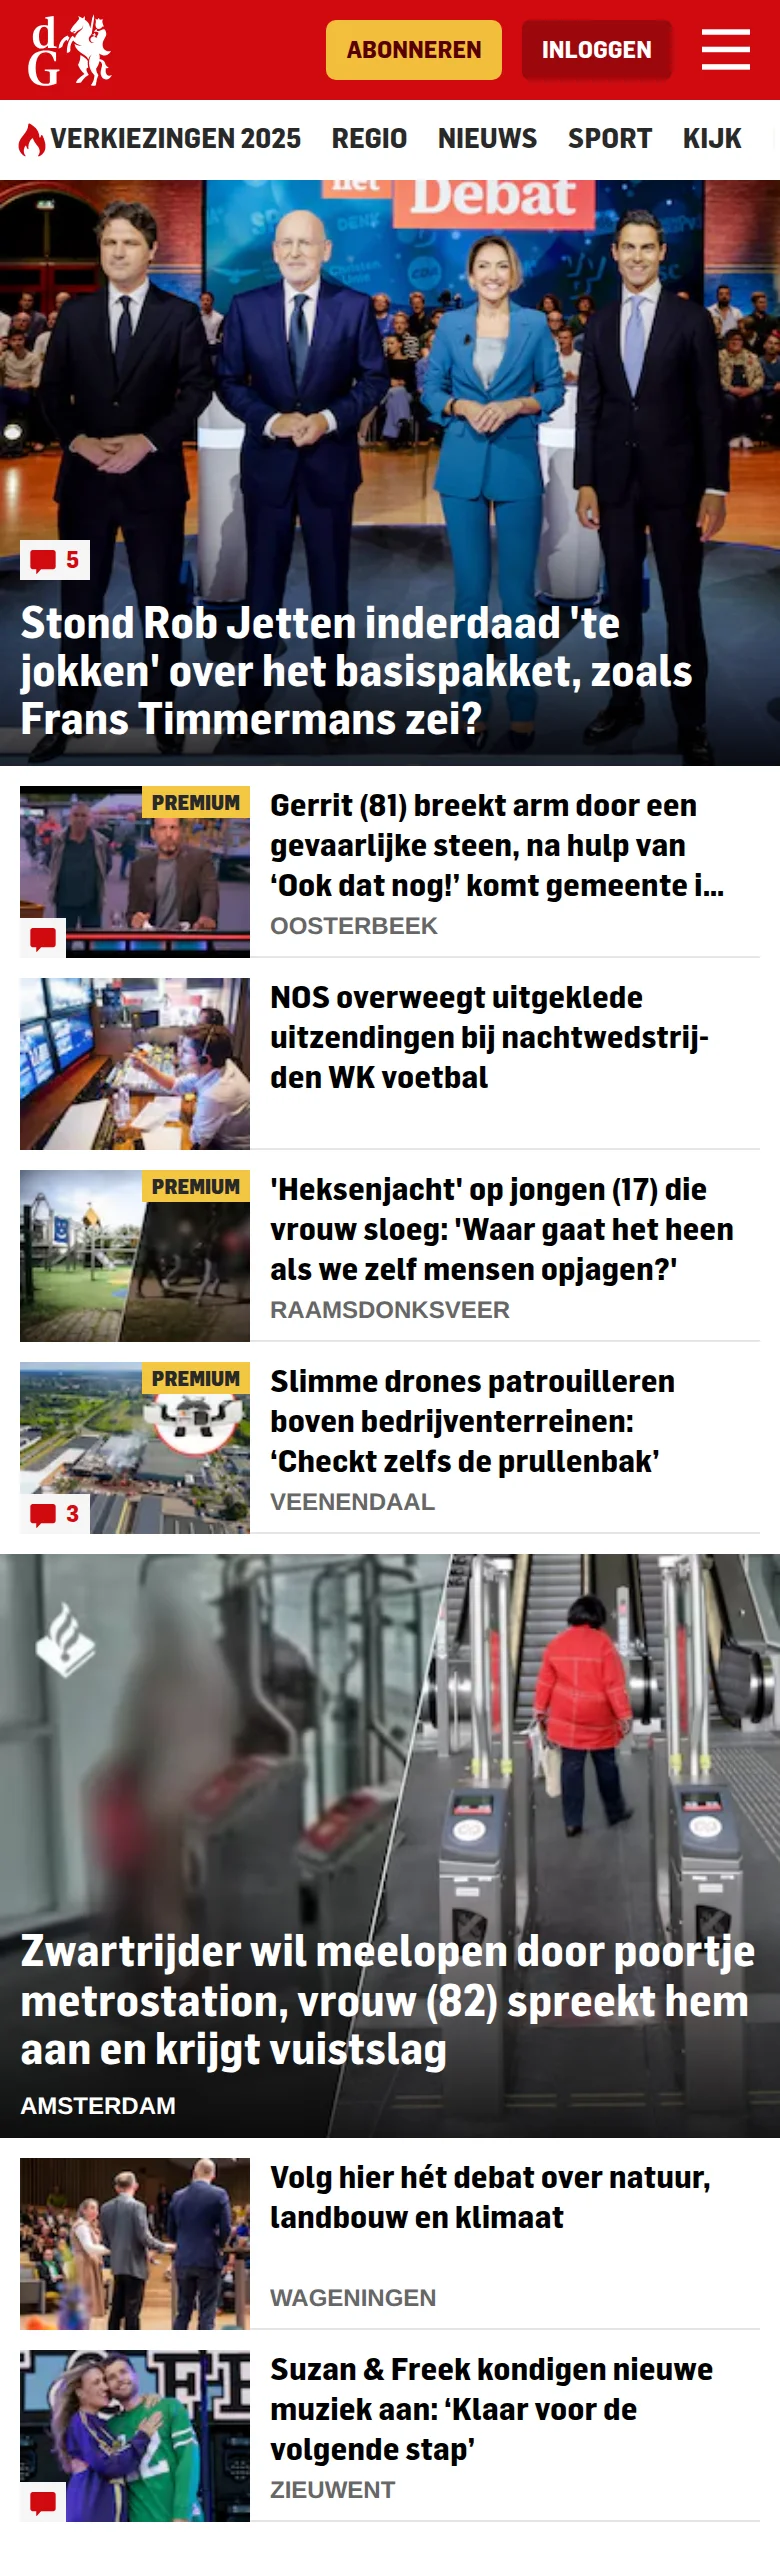 dG
ABONNEREN
INLOGGEN
VERKIEZINGEN 2025
REGIO
NIEUWS
SPORT
KIJK
het
Debat
DENK
CDA
5
Stond Rob Jetten inderdaad 'te
jokken' over het basispakket, zoals
Frans Timmermans zei?
PREMIUM
Gerrit (81) breekt arm door een
gevaarlijke steen, na hulp van
‘Ook dat nog!’ komt gemeente i...
OOSTERBEEK
NOS overweegt uitgeklede
uitzendingen bij nachtwedstrij-
den WK voetbal
PREMIUM
'Heksenjacht' op jongen (17) die
vrouw sloeg: 'Waar gaat het heen
als we zelf mensen opjagen?'
RAAMSDONKSVEER
PREMIUM
Slimme drones patrouilleren
boven bedrijventerreinen:
‘Checkt zelfs de prullenbak’
3
VEENENDAAL
Zwartrijder wil meelopen door poortje
metrostation, vrouw (82) spreekt hem
aan en krijgt vuistslag
AMSTERDAM
Volg hier hét debat over natuur,
landbouw en klimaat
WAGENINGEN
Suzan & Freek kondigen nieuwe
muziek aan: ‘Klaar voor de
volgende stap’
ZIEUWENT